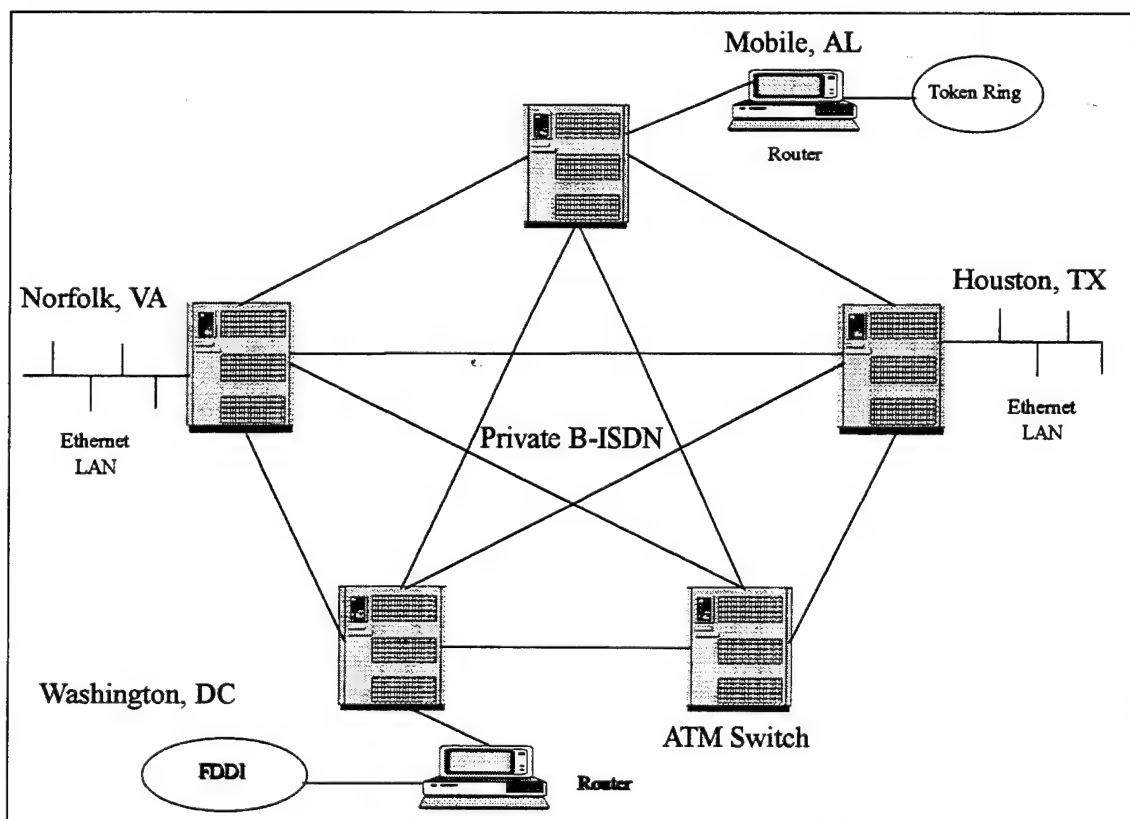 Mobile, AL
Token Ring
Router
Norfolk, VA
Houston, TX
Ethernet
LAN
Private B-ISDN
Ethernet
LAN
Washington, DC
ATM Switch
FDDI
Router